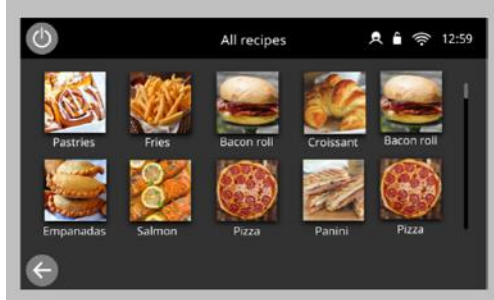 All recipes 12:59
Pastries Fries Bacon roll Croissant Bacon roll
Empanadas Salmon Pizza Panini Pizza